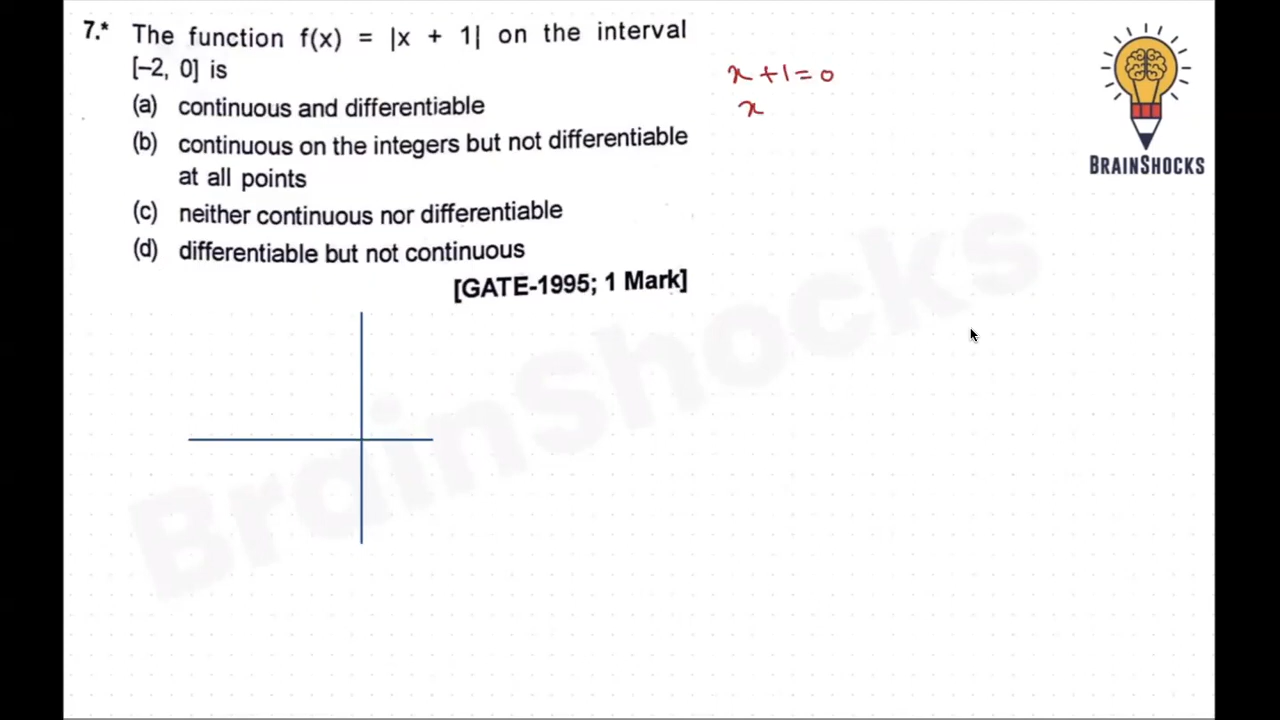 7.* The function f(x) = |x + 1| on the interval
[–2, 0] is
(a) continuous and differentiable
(b) continuous on the integers but not differentiable
at all points
(c) neither continuous nor differentiable
(d) differentiable but not continuous
[GATE-1995; 1 Mark]
x + 1 = 0
x
BRAINSHOCKS
BrainShocks